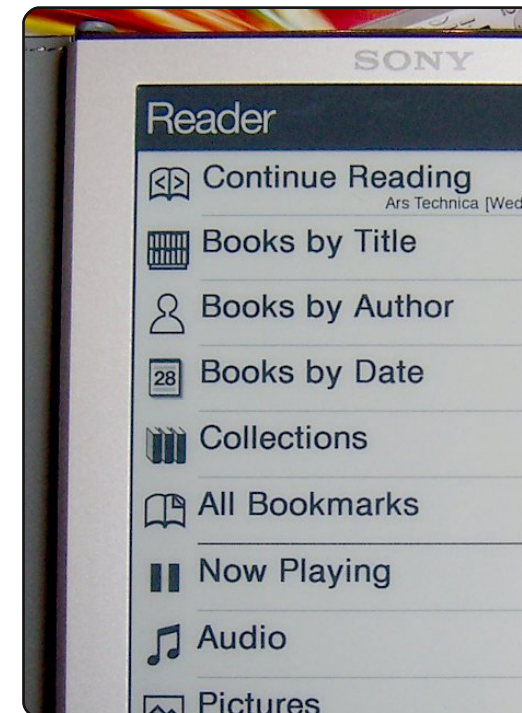 SONY
Reader
Continue Reading
Ars Technica [Wed
Books by Title
Books by Author
28
Books by Date
Collections
All Bookmarks
Now Playing
Audio
Pictures